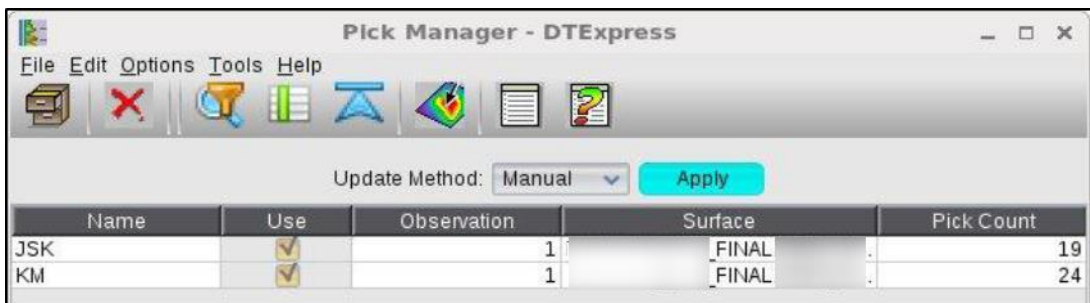 Pick Manager - DTExpress
File Edit Options Tools Help
Update Method: Manual Apply
Name Use Observation Surface Pick Count
JSK 1 _FINAL . 19
KM 1 _FINAL . 24